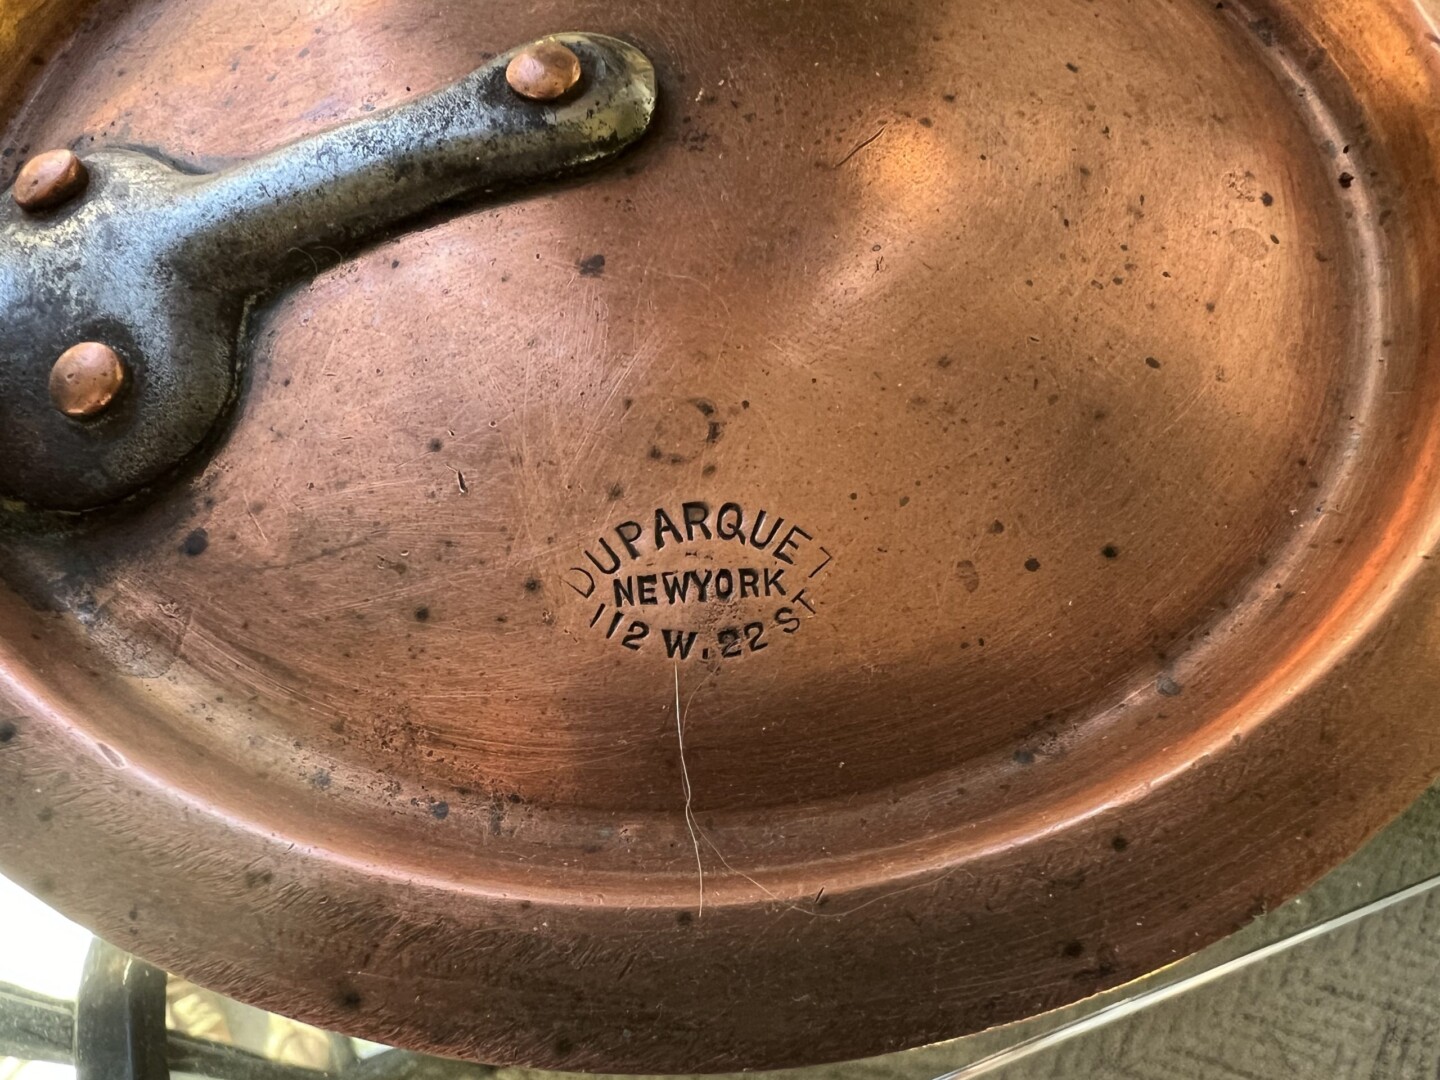 DUPARQUET
NEWYORK
112 W. 22 ST